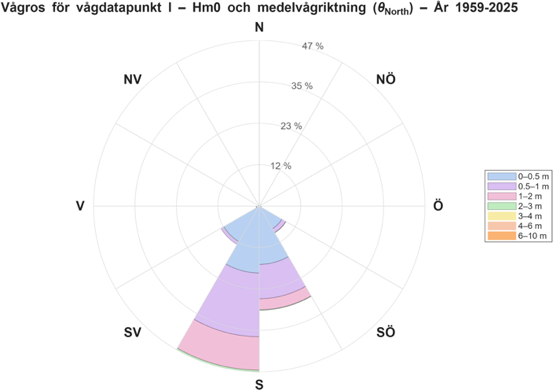 Vågros för vågdatapunkt I – Hm0 och medelvågriktning (θNorth) – År 1959-2025
N
47 %
NV
NÖ
35 %
23 %
12 %
V
Ö
0–0.5 m
0.5–1 m
1–2 m
2–3 m
3–4 m
4–6 m
6–10 m
SV
SÖ
S